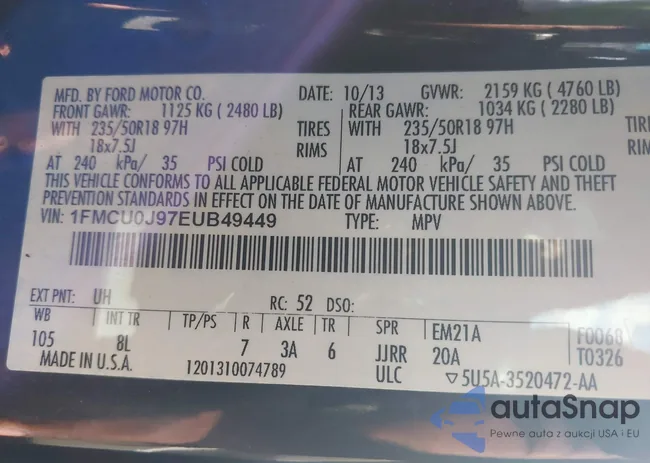 MFD. BY FORD MOTOR CO. DATE: 10/13 GVWR: 2159 KG ( 4760 LB)
FRONT GAWR: 1125 KG ( 2480 LB) REAR GAWR: 1034 KG ( 2280 LB)
WITH 235/50R18 97H TIRES WITH 235/50R18 97H TIRE
18x7.5J RIMS 18x7.5J RIMS
AT 240 kPa/ 35 PSI COLD AT 240 kPa/ 35 PSI COLD
THIS VEHICLE CONFORMS TO ALL APPLICABLE FEDERAL MOTOR VEHICLE SAFETY AND THEFT
PREVENTION STANDARDS IN EFFECT ON THE DATE OF MANUFACTURE SHOWN ABOVE.
VIN: 1FMCU0J97EUB49449 TYPE: MPV
EXT PNT: UH RC: 52 DSO:
WB INT TR TP/PS R AXLE TR SPR EM21A F0068
105 8L 7 3A 6 JJRR 20A T0326
MADE IN U.S.A. 1201310074789 ULC ▽5U5A-3520472-AA
autaSnap
Pewne auta z aukcji USA i EU